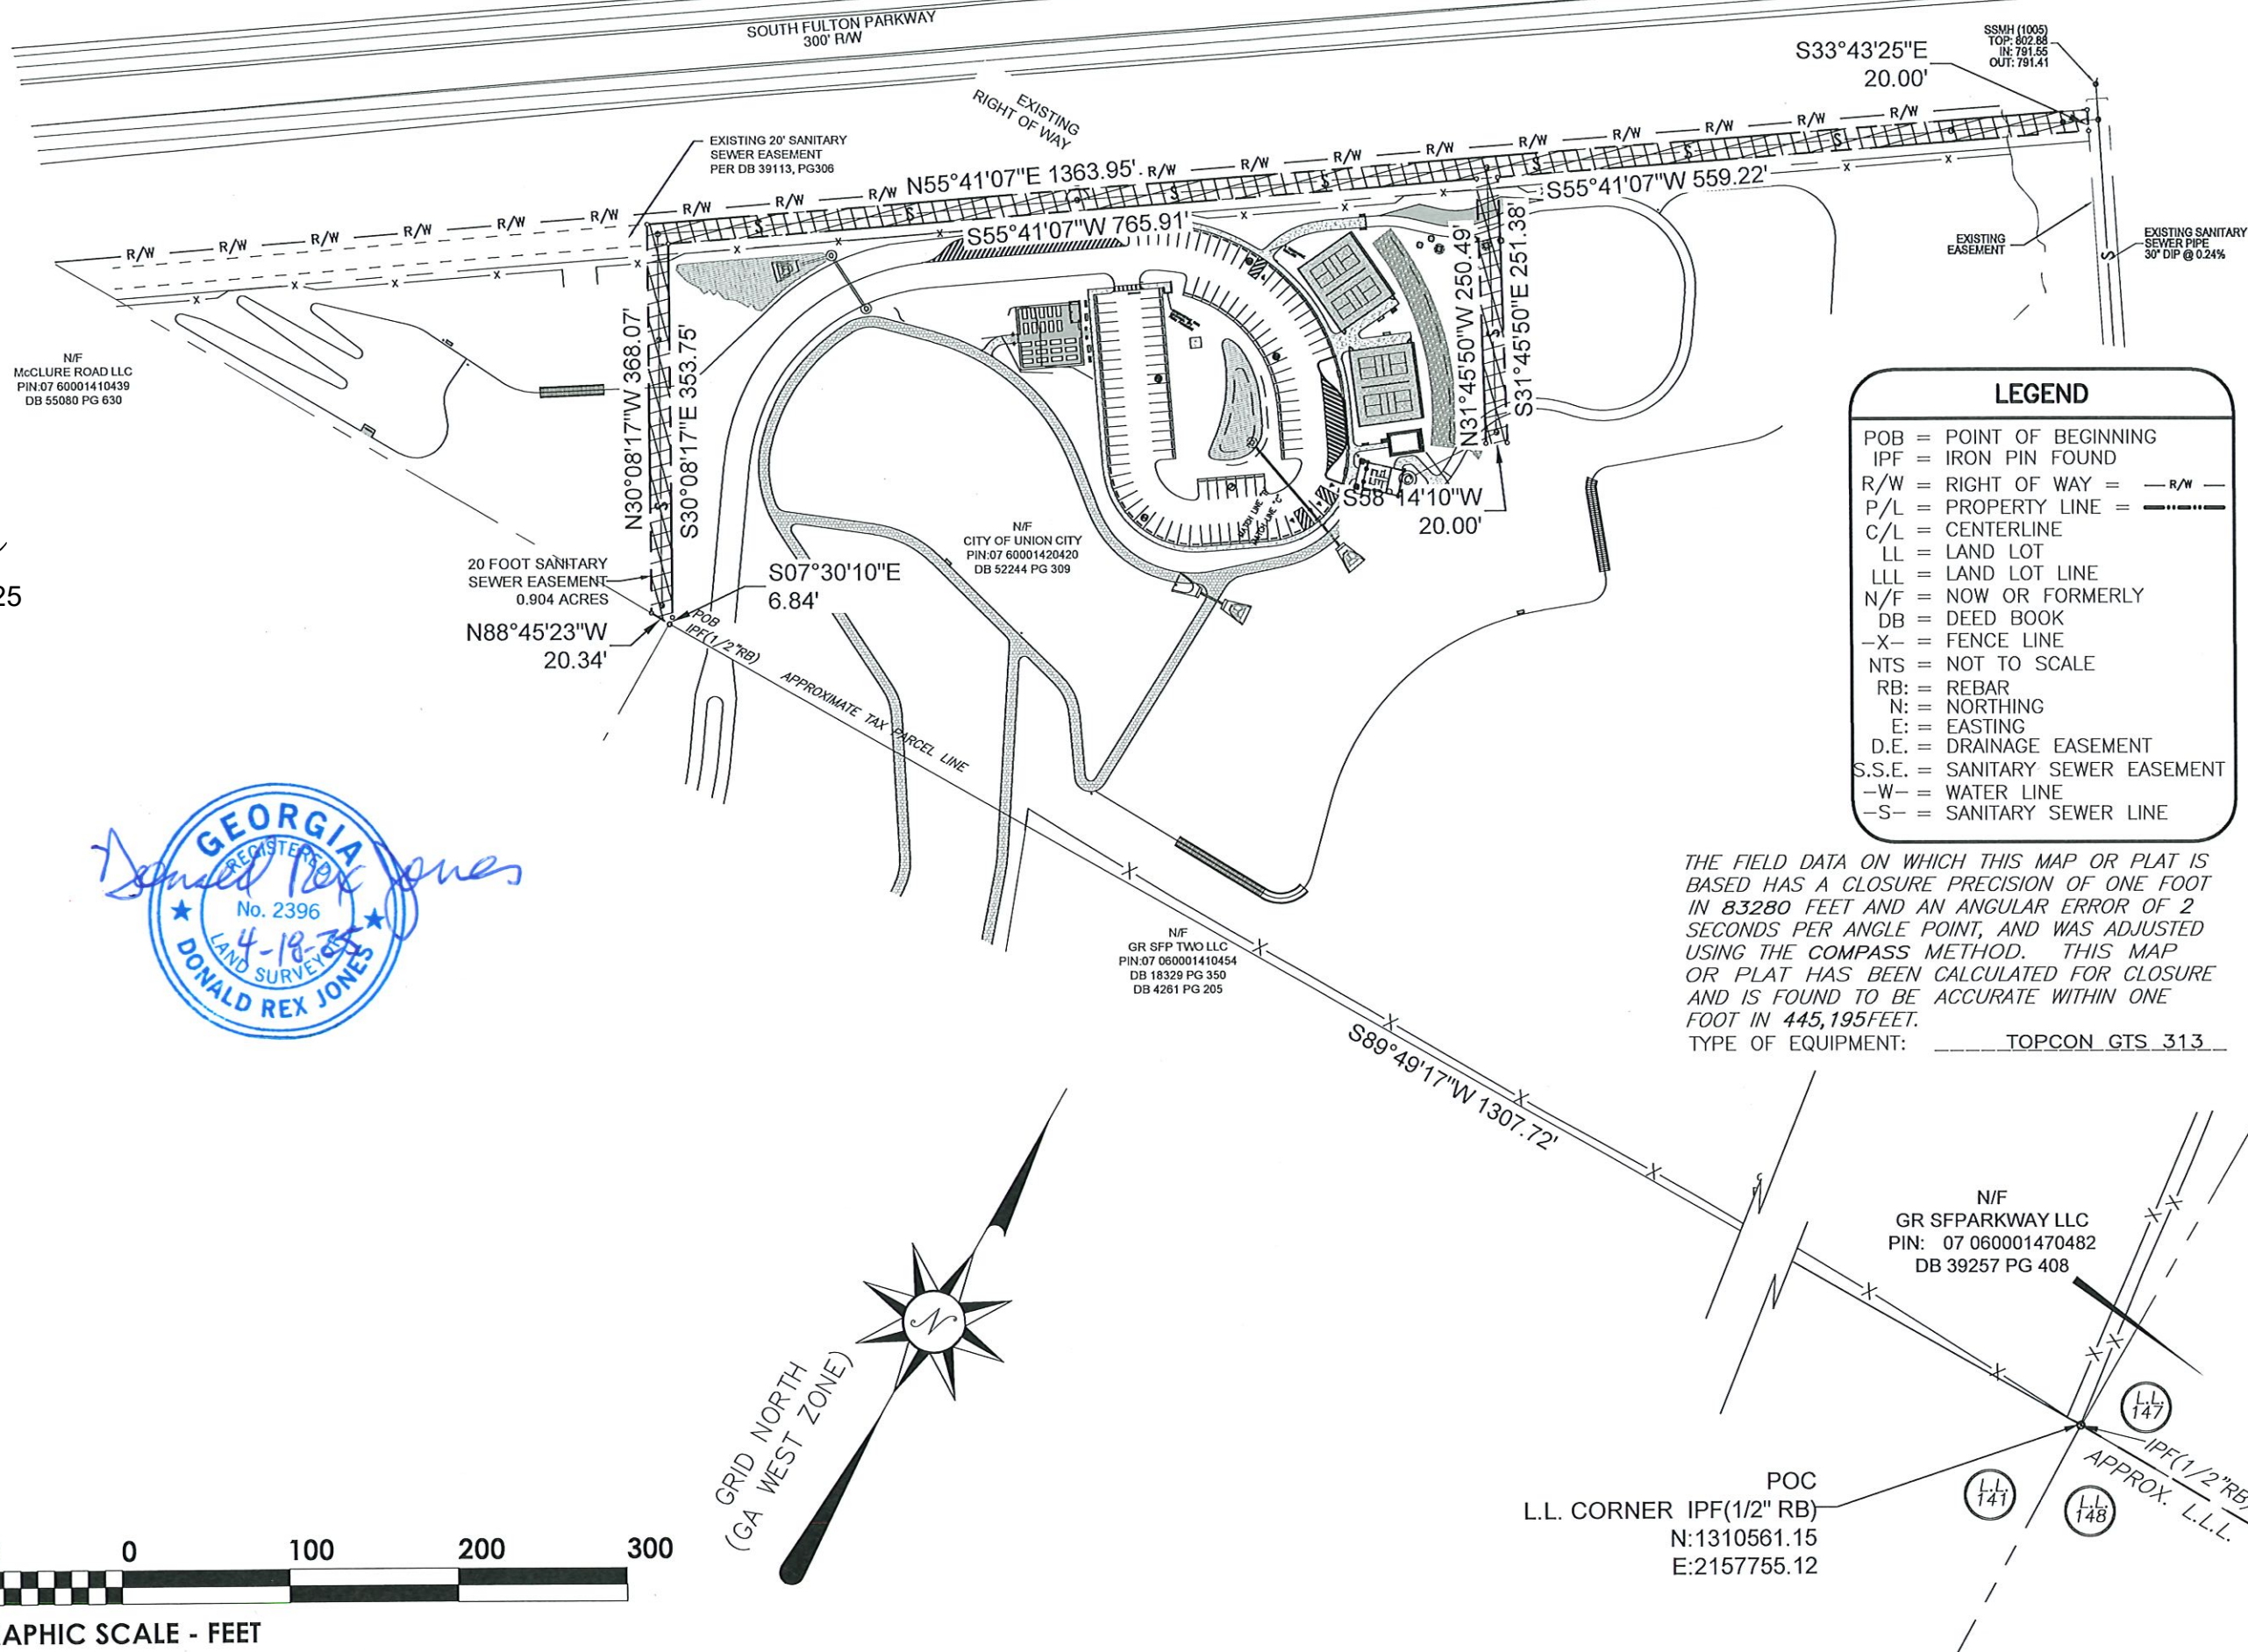 SOUTH FULTON PARKWAY
300' R/W
SSMH (1005)
TOP: 802.88
IN: 791.55
OUT: 791.41
S33°43'25"E
20.00'
EXISTING
RIGHT OF WAY
EXISTING 20' SANITARY
SEWER EASEMENT
PER DB 39113, PG306
R/W R/W R/W R/W R/W R/W R/W R/W R/W R/W R/W R/W R/W R/W R/W R/W R/W R/W R/W R/W
N55°41'07"E 1363.95'
S55°41'07"W 765.91'
S55°41'07"W 559.22'
N31°45'50"W 250.49'
S31°45'50"E 251.38'
EXISTING
EASEMENT
EXISTING SANITARY
SEWER PIPE
30" DIP @ 0.24%
N/F
McCLURE ROAD LLC
PIN:07 60001410439
DB 55080 PG 630
N30°08'17"W 368.07'
S30°08'17"E 353.75'
S58°14'10"W
20.00'
N/F
CITY OF UNION CITY
PIN:07 60001420420
DB 52244 PG 309
MATCH LINE "C"
20 FOOT SANITARY
SEWER EASEMENT
0.904 ACRES
S07°30'10"E
6.84'
N88°45'23"W
20.34'
POB
IPF(1/2"RB)
APPROXIMATE TAX PARCEL LINE
25
LEGEND
POB = POINT OF BEGINNING
IPF = IRON PIN FOUND
R/W = RIGHT OF WAY = — R/W —
P/L = PROPERTY LINE =
C/L = CENTERLINE
LL = LAND LOT
LLL = LAND LOT LINE
N/F = NOW OR FORMERLY
DB = DEED BOOK
-X- = FENCE LINE
NTS = NOT TO SCALE
RB: = REBAR
N: = NORTHING
E: = EASTING
D.E. = DRAINAGE EASEMENT
S.S.E. = SANITARY SEWER EASEMENT
-W- = WATER LINE
-S- = SANITARY SEWER LINE
THE FIELD DATA ON WHICH THIS MAP OR PLAT IS
BASED HAS A CLOSURE PRECISION OF ONE FOOT
IN 83280 FEET AND AN ANGULAR ERROR OF 2
SECONDS PER ANGLE POINT, AND WAS ADJUSTED
USING THE COMPASS METHOD. THIS MAP
OR PLAT HAS BEEN CALCULATED FOR CLOSURE
AND IS FOUND TO BE ACCURATE WITHIN ONE
FOOT IN 445,195FEET.
TYPE OF EQUIPMENT: TOPCON GTS 313
GEORGIA
REGISTERED
No. 2396
LAND SURVEYOR
DONALD REX JONES
Donald Rex Jones
4-18-25
N/F
GR SFP TWO LLC
PIN:07 060001410454
DB 18329 PG 350
DB 4261 PG 205
S89°49'17"W 1307.72'
N/F
GR SFPARKWAY LLC
PIN: 07 060001470482
DB 39257 PG 408
N
GRID NORTH
(GA WEST ZONE)
L.L. 147
L.L. 141
L.L. 148
IPF(1/2"RB)
APPROX. L.L.L.
POC
L.L. CORNER IPF(1/2" RB)
N:1310561.15
E:2157755.12
0 100 200 300
APHIC SCALE - FEET